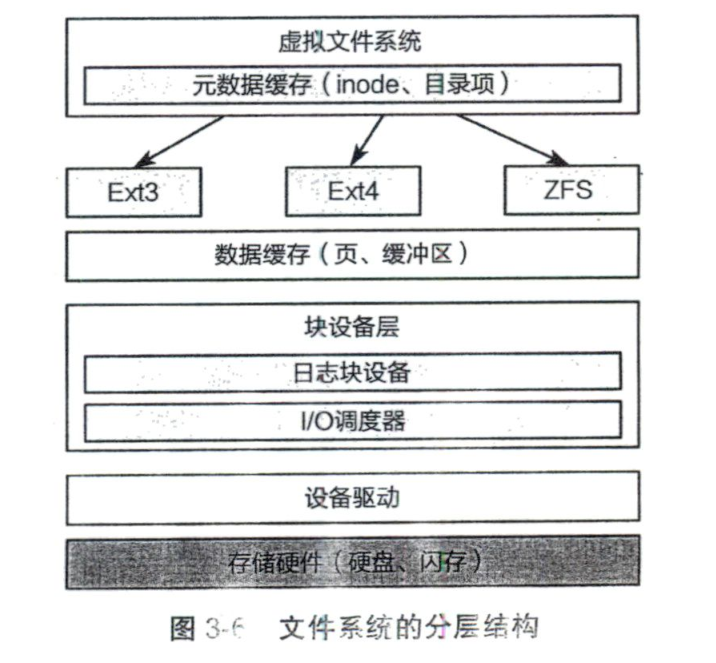 虚拟文件系统
元数据缓存（inode、目录项）
Ext3
Ext4
ZFS
数据缓存（页、缓冲区）
块设备层
日志块设备
I/O调度器
设备驱动
存储硬件（硬盘、闪存）
图 3-6 文件系统的分层结构